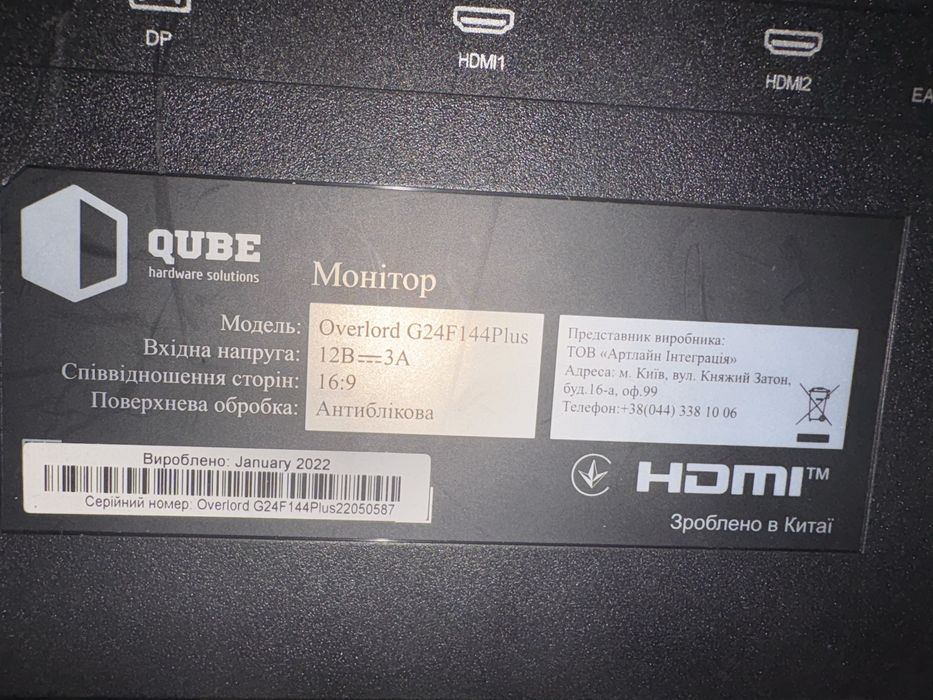 DP
HDMI1
HDMI2
QUBE
hardware solutions
Монітор
Модель: Overlord G24F144Plus
Вхідна напруга: 12В⎓3А
Співвідношення сторін: 16:9
Поверхнева обробка: Антиблікова
Представник виробника:
ТОВ «Артлайн Інтеграція»
Адреса: м. Київ, вул. Княжий Затон,
буд.16-а, оф.99
Телефон:+38(044) 338 10 06
Вироблено: January 2022
Серійний номер: Overlord G24F144Plus22050587
HDMI™
Зроблено в Китаї